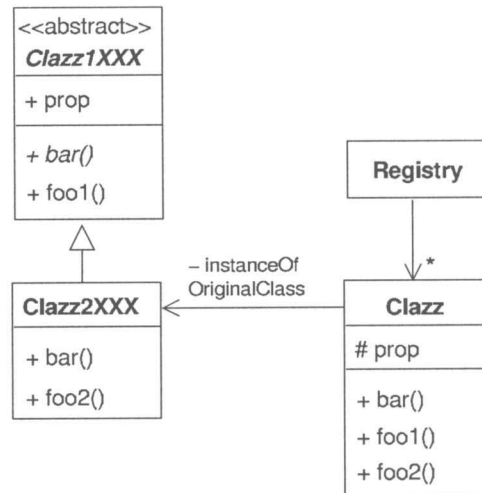 <<abstract>>
Clazz1XXX
+ prop
+ bar()
+ foo1()
Registry
*
– instanceOf
OriginalClass
Clazz2XXX
+ bar()
+ foo2()
Clazz
# prop
+ bar()
+ foo1()
+ foo2()